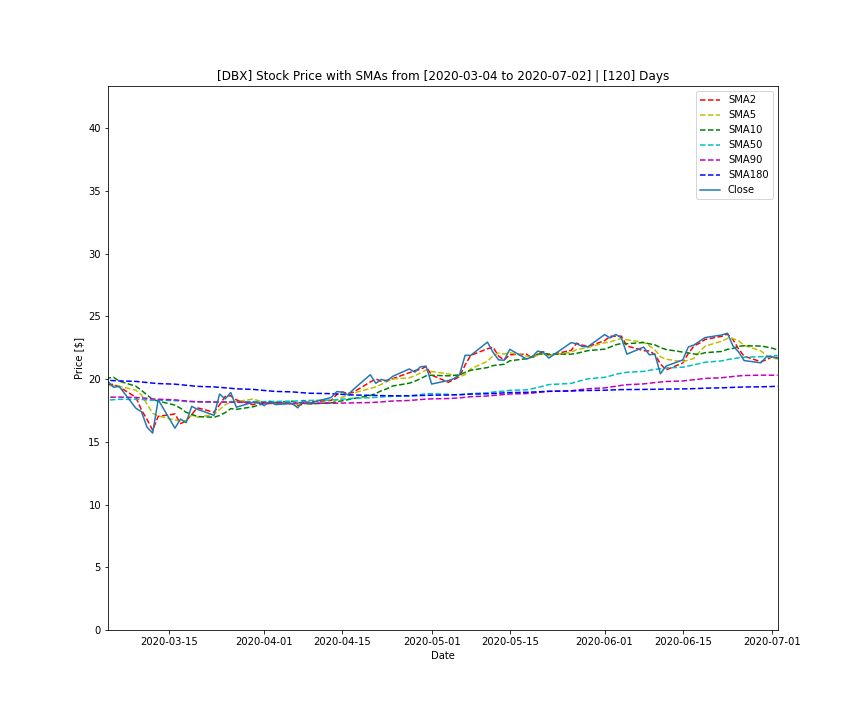 [DBX] Stock Price with SMAs from [2020-03-04 to 2020-07-02] | [120] Days
SMA2
SMA5
SMA10
SMA50
SMA90
SMA180
Close
Price [$]
40
35
30
25
20
15
10
5
0
2020-03-15 2020-04-01 2020-04-15 2020-05-01 2020-05-15 2020-06-01 2020-06-15 2020-07-01
Date